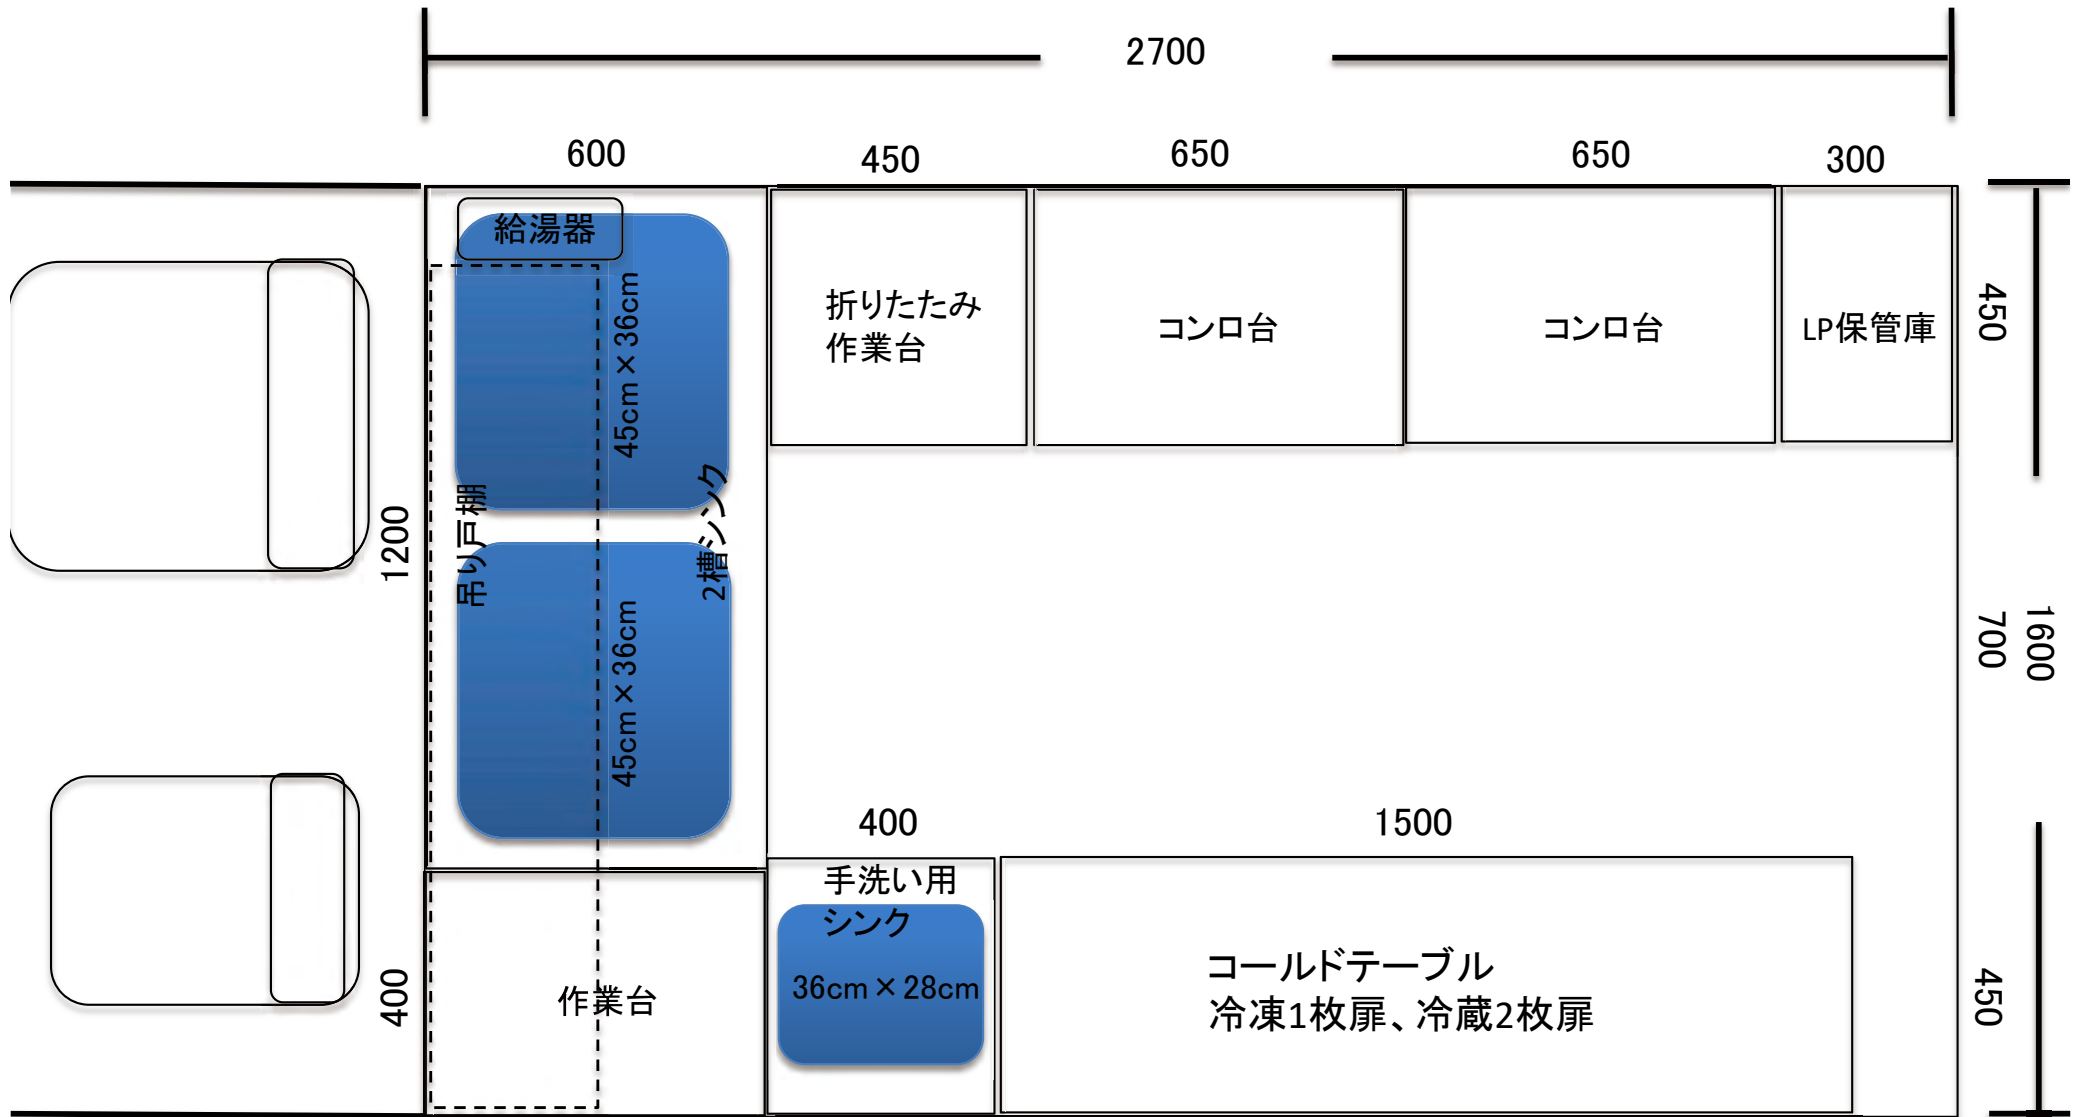 2700
600
450
650
650
300
給湯器
45cm×36cm
折りたたみ
作業台
コンロ台
コンロ台
LP保管庫
450
吊り戸棚
2槽シンク
1200
45cm×36cm
700
1600
400
1500
手洗い用
シンク
36cm×28cm
400
作業台
コールドテーブル
冷凍1枚扉、冷蔵2枚扉
450